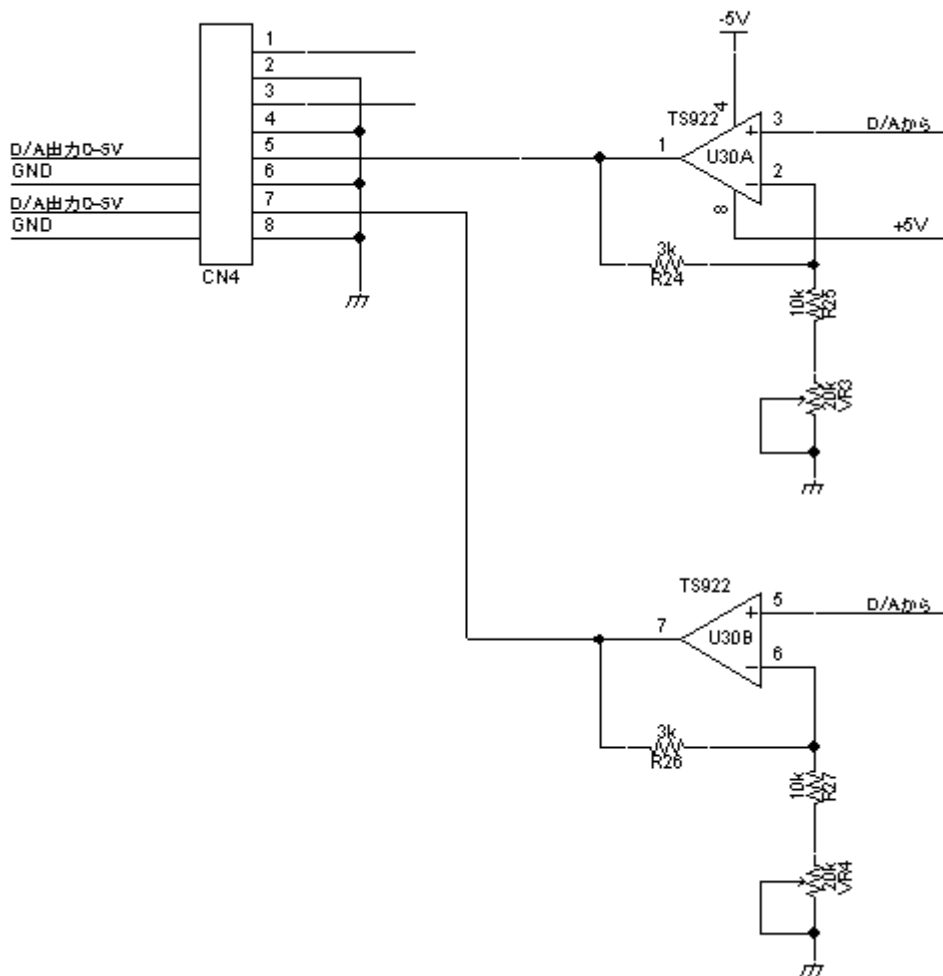 -5V
1
2
3
4
5
6
7
8
CN4
D/A出力0-5V
GND
D/A出力0-5V
GND
TS922
4
3
D/Aから
1
U30A
2
8
+5V
3k
R24
10k
R25
20k
VR3
TS922
5
D/Aから
7
U30B
6
3k
R26
10k
R27
20k
VR4